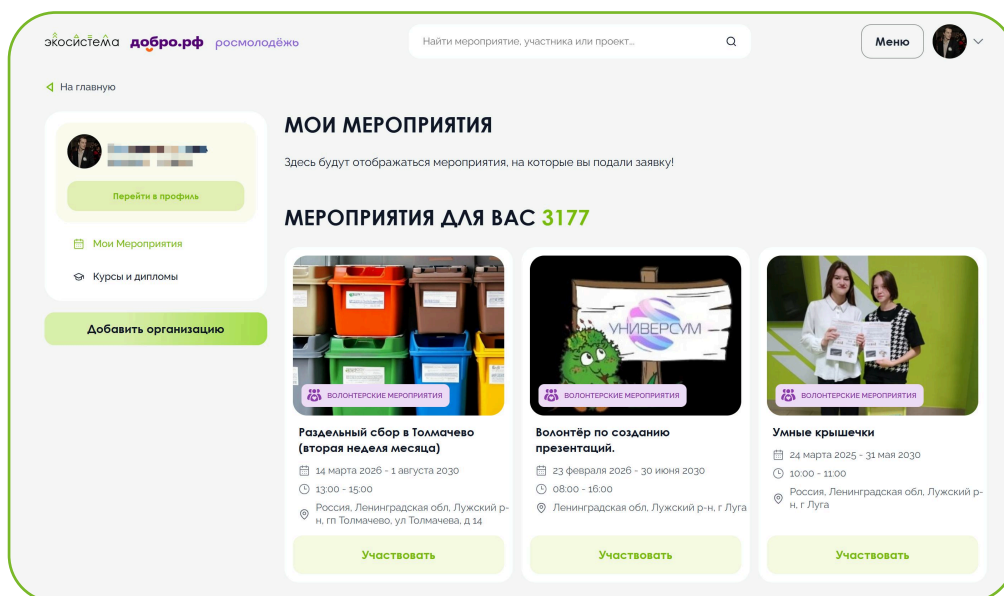 экосистема добро.рф росмолодёжь
Найти мероприятие, участника или проект...
Меню
На главную
Перейти в профиль
Мои Мероприятия
Курсы и дипломы
Добавить организацию
МОИ МЕРОПРИЯТИЯ
Здесь будут отображаться мероприятия, на которые вы подали заявку!
МЕРОПРИЯТИЯ ДЛЯ ВАС 3177
ВОЛОНТЕРСКИЕ МЕРОПРИЯТИЯ
Раздельный сбор в Толмачево
(вторая неделя месяца)
14 марта 2026 - 1 августа 2030
13:00 - 15:00
Россия, Ленинградская обл, Лужский р-
н, гп Толмачево, ул Толмачева, д 14
Участвовать
УНИВЕРСУМ
ВОЛОНТЕРСКИЕ МЕРОПРИЯТИЯ
Волонтёр по созданию
презентаций.
23 февраля 2026 - 30 июня 2030
08:00 - 16:00
Ленинградская обл, Лужский р-н, г Луга
Участвовать
ВОЛОНТЕРСКИЕ МЕРОПРИЯТИЯ
Умные крышечки
24 марта 2025 - 31 мая 2030
10:00 - 11:00
Россия, Ленинградская обл, Лужский р-
н, г Луга
Участвовать